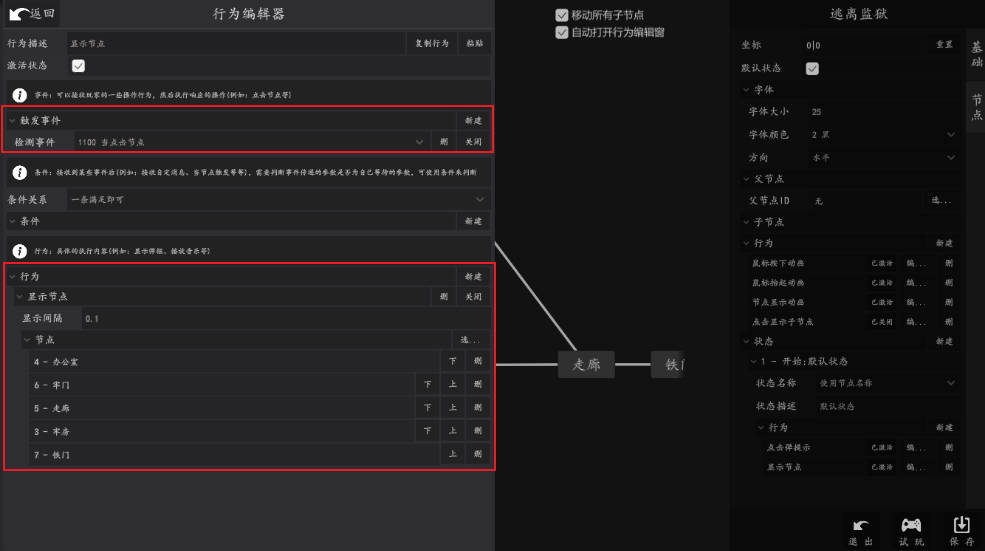 返回
行为编辑器
行为描述 显示节点 复制行为 粘贴
激活状态
事件: 可以接收玩家的一些操作行为, 然后执行响应的操作(例如: 点击节点等)
触发事件 新建
检测事件 1100 当点击节点 删 关闭
条件: 接收到某些事件后(例如: 接收自定消息、当节点触发等等), 需要判断事件传递的参数是否为自己等待的参数, 可使用条件来判断
条件关系 一条满足即可
条件 新建
行为: 具体的执行内容(例如: 显示弹框、播放音乐等)
行为 新建
显示节点 删 关闭
显示间隔 0.1
节点 选...
4 - 办公室 下 删
6 - 牢门 下 上 删
5 - 走廊 下 上 删
3 - 牢房 下 上 删
7 - 铁门 上 删
移动所有子节点
自动打开行为编辑窗
走廊
铁门
逃离监狱
坐标 0|0 重置
默认状态
字体
字体大小 25
字体颜色 2 黑
方向 水平
父节点
父节点ID 无 选...
子节点
行为 新建
鼠标按下动画 已激活 编... 删
鼠标抬起动画 已激活 编... 删
节点显示动画 已激活 编... 删
点击显示子节点 已关闭 编... 删
状态 新建
1 - 开始:默认状态
状态名称 使用节点名称
状态描述 默认状态
行为 新建
点击弹提示 已激活 编... 删
显示节点 已激活 编... 删
基础
节点
退出 试玩 保存